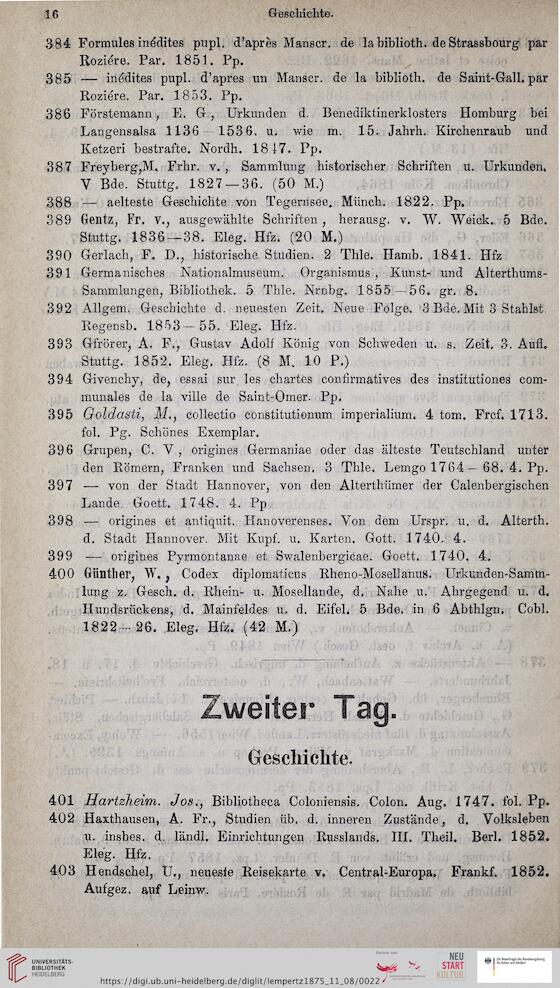 16 Geschichte.
384 Formules inédites pupl. d'après Manscr. de la biblioth. de Strassbourg par
Roziére. Par. 1851. Pp.
385 — inédites pupl. d'apres un Manscr. de la biblioth. de Saint-Gall. par
Roziére. Par. 1853. Pp.
386 Förstemann, E. G., Urkunden d. Benediktinerklosters Homburg bei
Langensalsa 1136—1536. u. wie m. 15. Jahrh. Kirchenraub und
Ketzeri bestrafte. Nordh. 1847. Pp.
387 Freyberg,M. Frhr. v., Sammlung historischer Schriften u. Urkunden.
V Bde. Stuttg. 1827—36. (50 M.)
388 — aelteste Geschichte von Tegernsee. Münch. 1822. Pp.
389 Gentz, Fr. v., ausgewählte Schriften, herausg. v. W. Weick. 5 Bde.
Stuttg. 1836—38. Eleg. Hfz. (20 M.)
390 Gerlach, F. D., historische Studien. 2 Thle. Hamb. 1841. Hfz
391 Germanisches Nationalmuseum. Organismus, Kunst- und Alterthums-
Sammlungen, Bibliothek. 5 Thle. Nrnbg. 1855—56. gr. 8.
392 Allgem. Geschichte d. neuesten Zeit. Neue Folge. 3 Bde. Mit 3 Stahlst.
Regensb. 1853—55. Eleg. Hfz.
393 Gfrörer, A. F., Gustav Adolf König von Schweden u. s. Zeit. 3. Aufl.
Stuttg. 1852. Eleg. Hfz. (8 M. 10 P.)
394 Givenchy, de, essai sur les chartes confirmatives des institutiones com-
munales de la ville de Saint-Omer. Pp.
395 Goldasti, M., collectio constitutionum imperialium. 4 tom. Frcf. 1713.
fol. Pg. Schönes Exemplar.
396 Grupen, C. V, origines Germaniae oder das älteste Teutschland unter
den Römern, Franken und Sachsen. 3 Thle. Lemgo 1764—68. 4. Pp.
397 — von der Stadt Hannover, von den Alterthümer der Calenbergischen
Lande. Goett. 1748. 4. Pp
398 — origines et antiquit. Hanoverenses. Von dem Urspr. u. d. Alterth.
d. Stadt Hannover. Mit Kupf. u. Karten. Gott. 1740. 4.
399 — origines Pyrmontanae et Swalenbergicae. Goett. 1740. 4.
400 Günther, W., Codex diplomaticus Rheno-Mosellanus. Urkunden-Samm-
lung z. Gesch. d. Rhein- u. Mosellande, d. Nahe u. Ahrgegend u. d.
Hundsrückens, d. Mainfeldes u. d. Eifel. 5 Bde. in 6 Abthlgn. Cobl.
1822—26. Eleg. Hfz. (42 M.)
Zweiter Tag.
Geschichte.
401 Hartzheim. Jos., Bibliotheca Coloniensis. Colon. Aug. 1747. fol. Pp.
402 Haxthausen, A. Fr., Studien üb. d. inneren Zustände, d. Volksleben
u. insbes. d. ländl. Einrichtungen Russlands. III. Theil. Berl. 1852.
Eleg. Hfz.
403 Hendschel, U., neueste Reisekarte v. Central-Europa. Frankf. 1852.
Aufgez. auf Leinw.
UNIVERSITÄTS-
BIBLIOTHEK
HEIDELBERG
https://digi.ub.uni-heidelberg.de/diglit/lempertz1875_11_08/0022
NEU
START
KULTUR